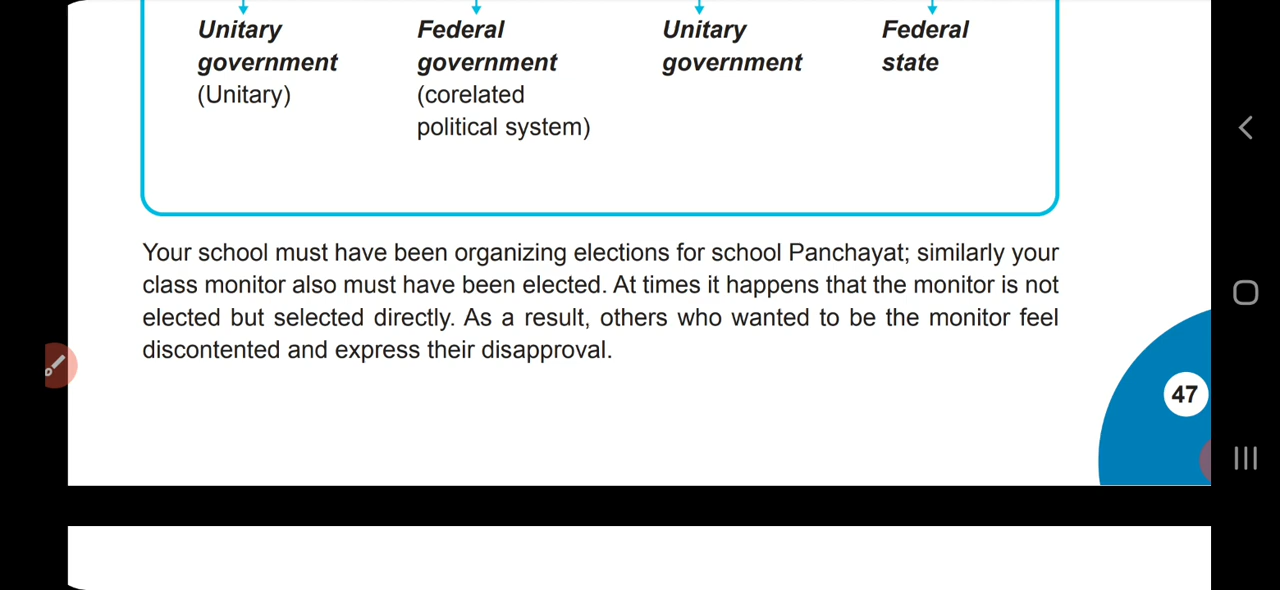 Unitary Federal Unitary Federal
government government government state
(Unitary) (corelated
political system)
Your school must have been organizing elections for school Panchayat; similarly your
class monitor also must have been elected. At times it happens that the monitor is not
elected but selected directly. As a result, others who wanted to be the monitor feel
discontented and express their disapproval.
47